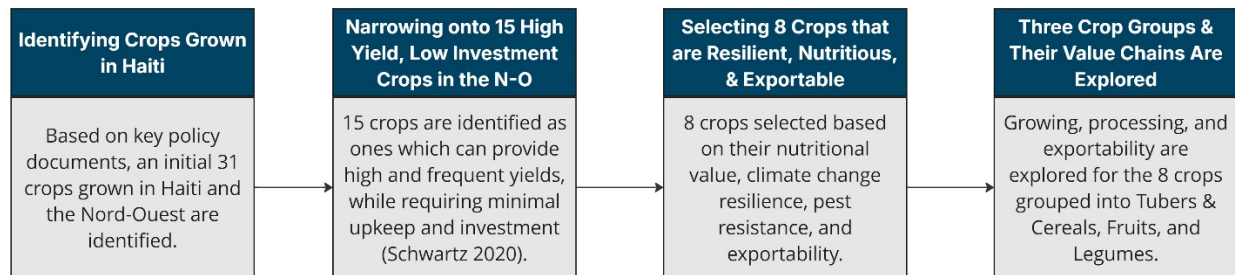 Identifying Crops Grown
in Haiti
Based on key policy
documents, an initial 31
crops grown in Haiti and
the Nord-Ouest are
identified.
Narrowing onto 15 High
Yield, Low Investment
Crops in the N-O
15 crops are identified as
ones which can provide
high and frequent yields,
while requiring minimal
upkeep and investment
(Schwartz 2020).
Selecting 8 Crops that
are Resilient, Nutritious,
& Exportable
8 crops selected based
on their nutritional
value, climate change
resilience, pest
resistance, and
exportability.
Three Crop Groups &
Their Value Chains Are
Explored
Growing, processing, and
exportability are
explored for the 8 crops
grouped into Tubers &
Cereals, Fruits, and
Legumes.